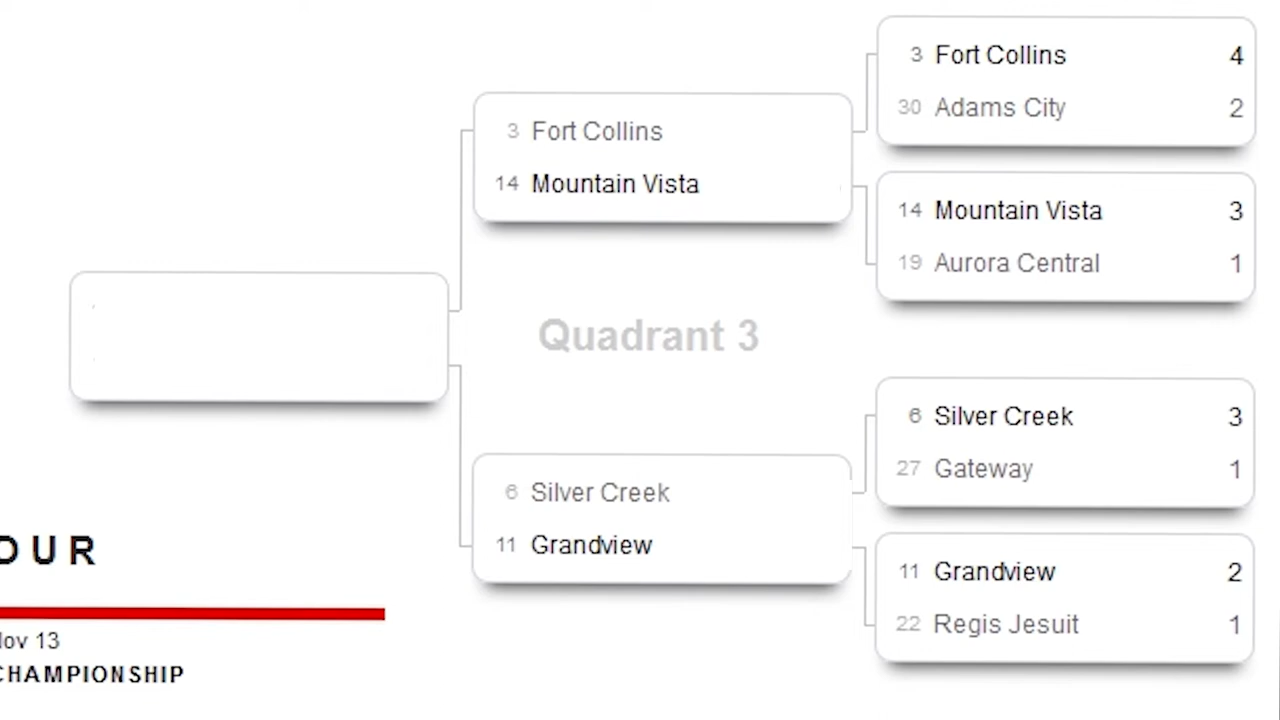 3 Fort Collins 4
30 Adams City 2
3 Fort Collins
14 Mountain Vista
14 Mountain Vista 3
19 Aurora Central 1
Quadrant 3
6 Silver Creek 3
27 Gateway 1
6 Silver Creek
11 Grandview
11 Grandview 2
22 Regis Jesuit 1
OUR
Nov 13
CHAMPIONSHIP